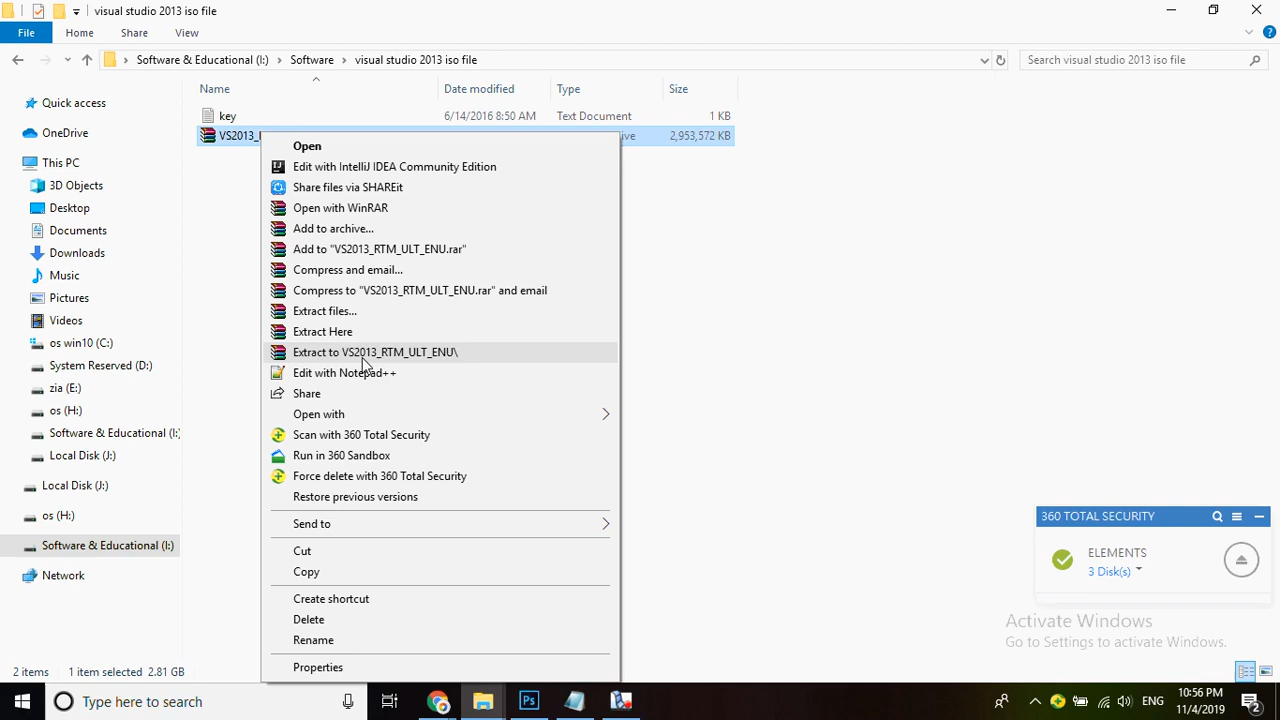 visual studio 2013 iso file
File Home Share View
Software & Educational (I:) Software visual studio 2013 iso file Search visual studio 2013 iso file
Name Date modified Type Size
Quick access
OneDrive
This PC
3D Objects
Desktop
Documents
Downloads
Music
Pictures
Videos
os win10 (C:)
System Reserved (D:)
zia (E:)
os (H:)
Software & Educational (I:
Local Disk (J:)
Local Disk (J:)
os (H:)
Software & Educational (I:)
Network
key 6/14/2016 8:50 AM Text Document 1 KB
VS2013_ 2,953,572 KB
Open
Edit with IntelliJ IDEA Community Edition
Share files via SHAREit
Open with WinRAR
Add to archive...
Add to "VS2013_RTM_ULT_ENU.rar"
Compress and email...
Compress to "VS2013_RTM_ULT_ENU.rar" and email
Extract files...
Extract Here
Extract to VS2013_RTM_ULT_ENU\
Edit with Notepad++
Share
Open with
Scan with 360 Total Security
Run in 360 Sandbox
Force delete with 360 Total Security
Restore previous versions
Send to
Cut
Copy
Create shortcut
Delete
Rename
Properties
360 TOTAL SECURITY
ELEMENTS
3 Disk(s)
Activate Windows
Go to Settings to activate Windows.
2 items 1 item selected 2.81 GB
Type here to search
Ps
ENG
10:56 PM
11/4/2019
2